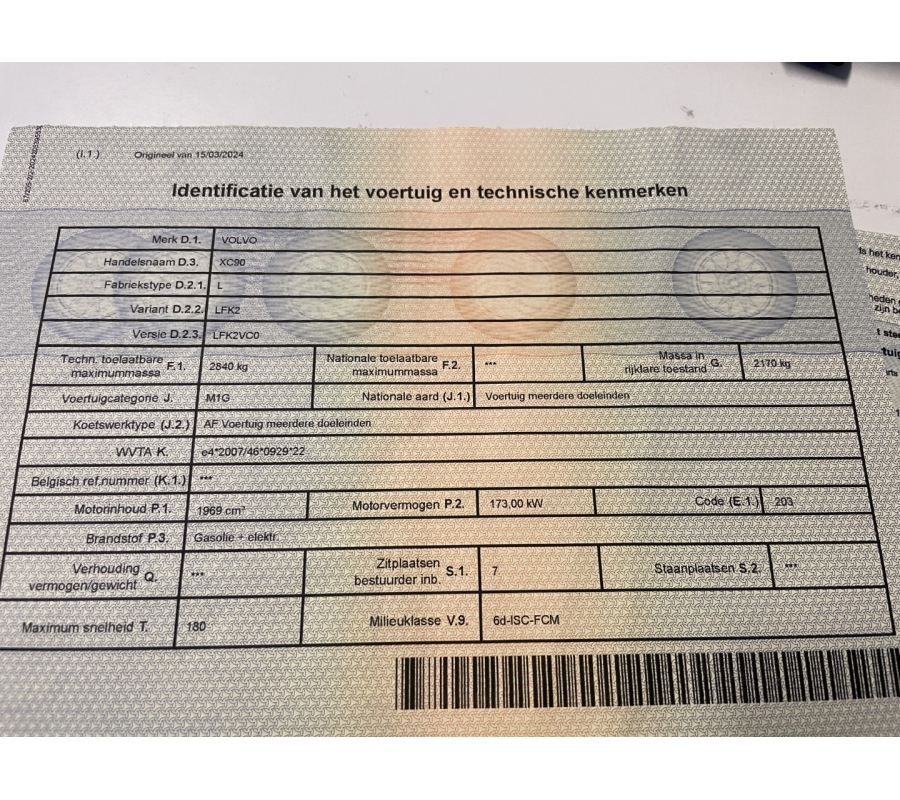 (I.1.) Origineel van 15/03/2024
Identificatie van het voertuig en technische kenmerken
Merk D.1. VOLVO
Handelsnaam D.3. XC90
Fabriekstype D.2.1. L
Variant D.2.2. LFK2
Versie D.2.3. LFK2VC0
Techn. toelaatbare maximummassa F.1. 2840 kg Nationale toelaatbare maximummassa F.2. *** Massa in rijklare toestand G. 2170 kg
Voertuigcategorie J. M1G Nationale aard (J.1.) Voertuig meerdere doeleinden
Koetswerktype (J.2.) AF Voertuig meerdere doeleinden
WVTA K. e4*2007/46*0929*22
Belgisch ref.nummer (K.1.) ***
Motorinhoud P.1. 1969 cm³ Motorvermogen P.2. 173,00 kW Code (E.1.) 203
Brandstof P.3. Gasolie + elektr.
Verhouding vermogen/gewicht Q. *** Zitplaatsen bestuurder inb. S.1. 7 Staanplaatsen S.2. ***
Maximum snelheid T. 180 Milieuklasse V.9. 6d-ISC-FCM
houder,